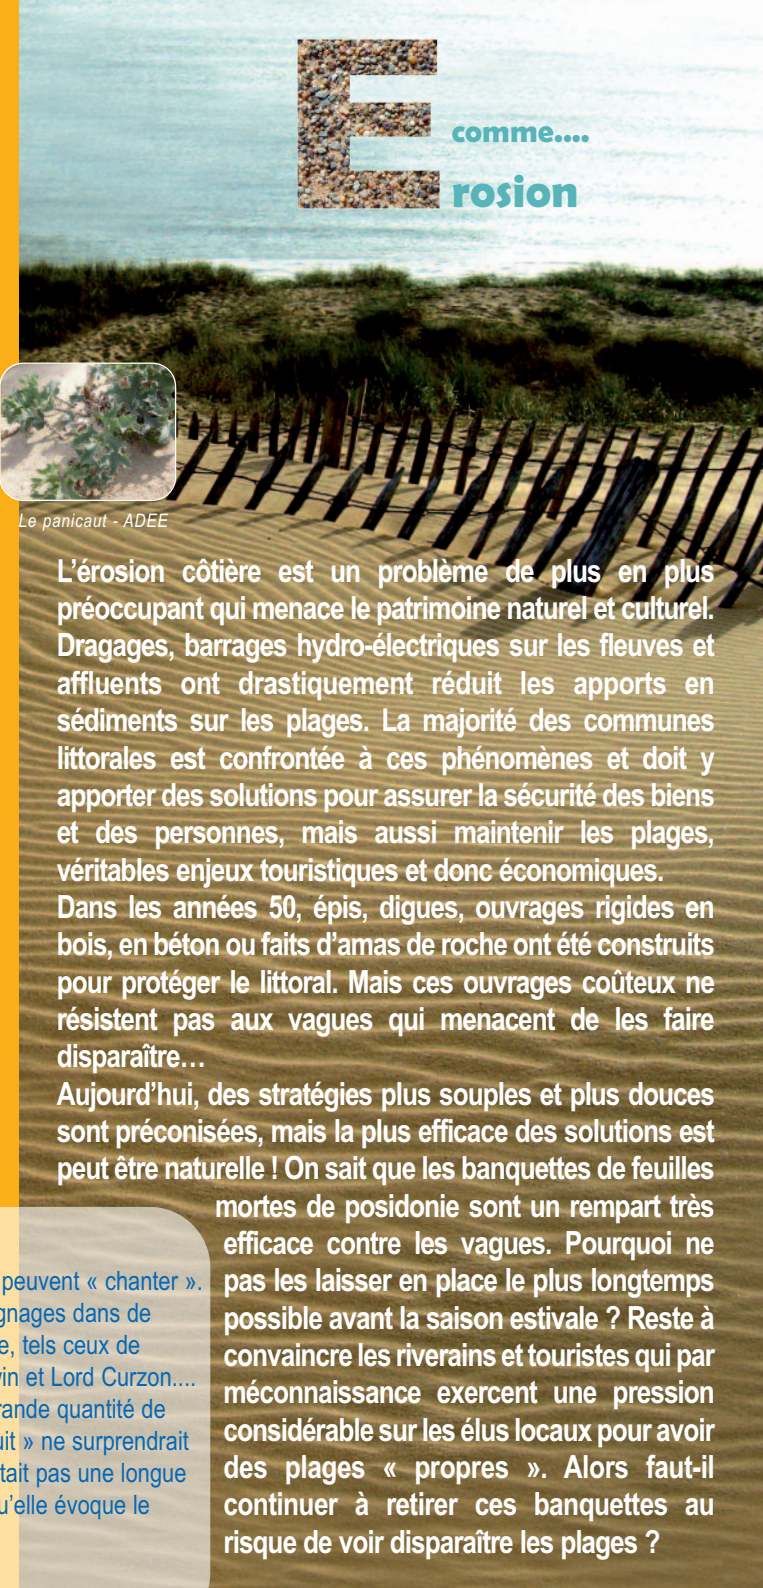 E comme....
rosion
Le panicaut - ADEE
L’érosion côtière est un problème de plus en plus
préoccupant qui menace le patrimoine naturel et culturel.
Dragages, barrages hydro-électriques sur les fleuves et
affluents ont drastiquement réduit les apports en
sédiments sur les plages. La majorité des communes
littorales est confrontée à ces phénomènes et doit y
apporter des solutions pour assurer la sécurité des biens
et des personnes, mais aussi maintenir les plages,
véritables enjeux touristiques et donc économiques.
Dans les années 50, épis, digues, ouvrages rigides en
bois, en béton ou faits d’amas de roche ont été construits
pour protéger le littoral. Mais ces ouvrages coûteux ne
résistent pas aux vagues qui menacent de les faire
disparaître…
Aujourd’hui, des stratégies plus souples et plus douces
sont préconisées, mais la plus efficace des solutions est
peut être naturelle ! On sait que les banquettes de feuilles
mortes de posidonie sont un rempart très
efficace contre les vagues. Pourquoi ne
pas les laisser en place le plus longtemps
possible avant la saison estivale ? Reste à
convaincre les riverains et touristes qui par
méconnaissance exercent une pression
considérable sur les élus locaux pour avoir
des plages « propres ». Alors faut-il
continuer à retirer ces banquettes au
risque de voir disparaître les plages ?
peuvent « chanter ».
gnages dans de
e, tels ceux de
vin et Lord Curzon....
rande quantité de
uit » ne surprendrait
tait pas une longue
u’elle évoque le